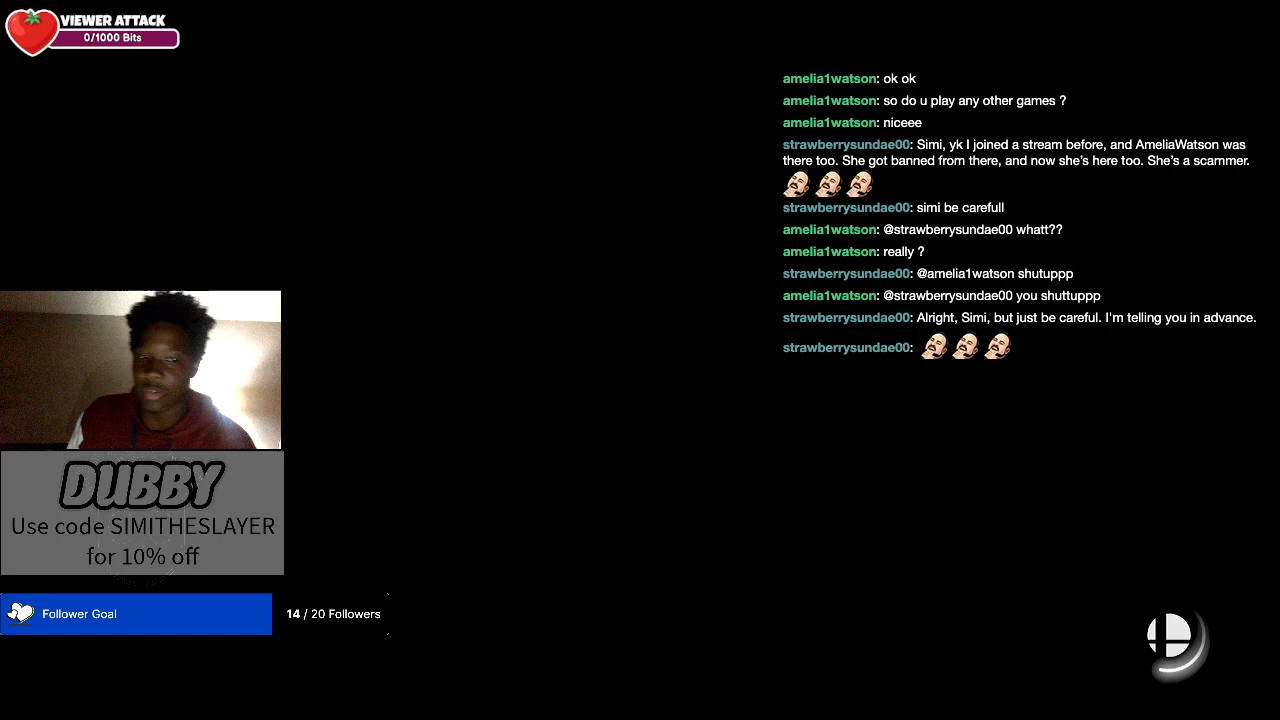 VIEWER ATTACK
0/1000 Bits
amelia1watson: ok ok
amelia1watson: so do u play any other games ?
amelia1watson: niceee
strawberrysundae00: Simi, yk I joined a stream before, and AmeliaWatson was
there too. She got banned from there, and now she's here too. She's a scammer.
strawberrysundae00: simi be carefull
amelia1watson: @strawberrysundae00 whatt??
amelia1watson: really ?
strawberrysundae00: @amelia1watson shutuppp
amelia1watson: @strawberrysundae00 you shuttuppp
strawberrysundae00: Alright, Simi, but just be careful. I'm telling you in advance.
strawberrysundae00:
DUBBY
Use code SIMITHESLAYER
for 10% off
Follower Goal
14 / 20 Followers